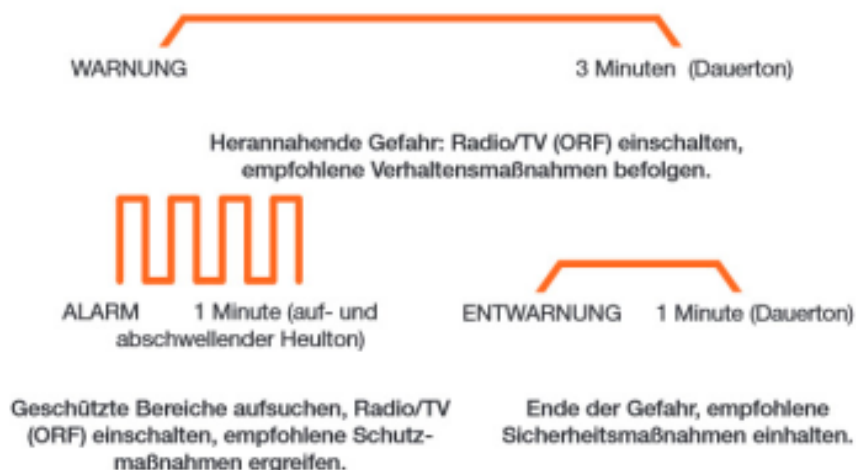 WARNUNG 3 Minuten (Dauerton)
Herannahende Gefahr: Radio/TV (ORF) einschalten,
empfohlene Verhaltensmaßnahmen befolgen.
ALARM 1 Minute (auf- und
abschwellender Heulton)
ENTWARNUNG 1 Minute (Dauerton)
Geschützte Bereiche aufsuchen, Radio/TV
(ORF) einschalten, empfohlene Schutz-
maßnahmen ergreifen.
Ende der Gefahr, empfohlene
Sicherheitsmaßnahmen einhalten.